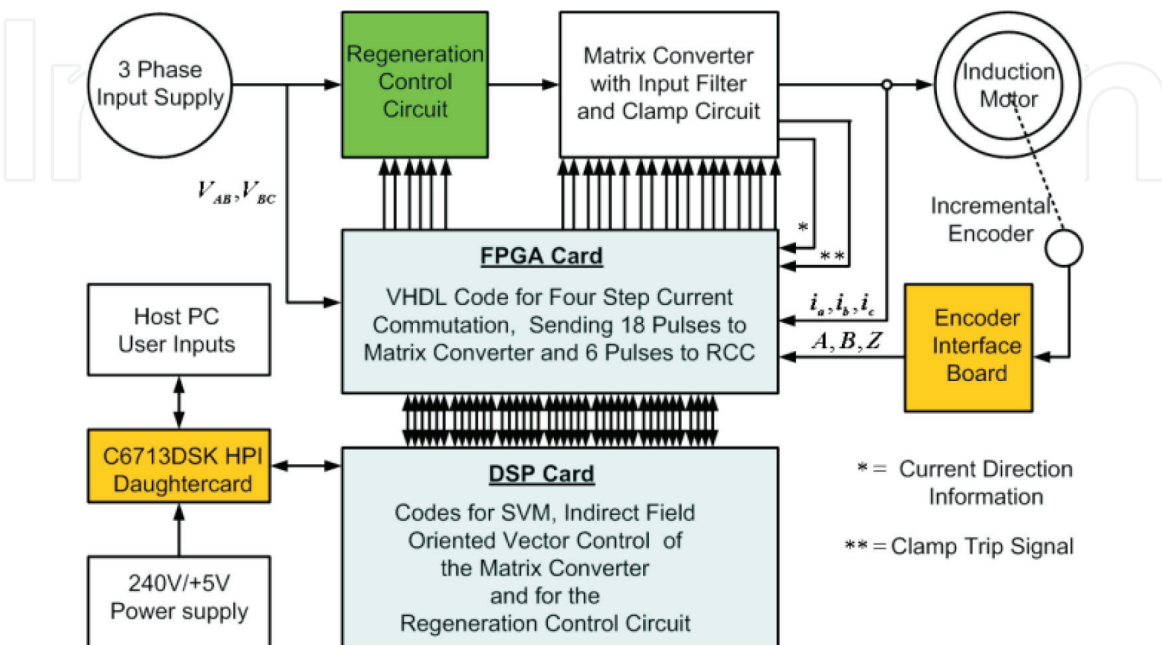 3 Phase
Input Supply
Regeneration
Control
Circuit
Matrix Converter
with Input Filter
and Clamp Circuit
Induction
Motor
V_AB, V_BC
*
**
Incremental
Encoder
FPGA Card
VHDL Code for Four Step Current
Commutation, Sending 18 Pulses to
Matrix Converter and 6 Pulses to RCC
i_a, i_b, i_c
A, B, Z
Encoder
Interface
Board
Host PC
User Inputs
C6713DSK HPI
Daughtercard
240V/+5V
Power supply
DSP Card
Codes for SVM, Indirect Field
Oriented Vector Control of
the Matrix Converter
and for the
Regeneration Control Circuit
* = Current Direction
Information
** = Clamp Trip Signal